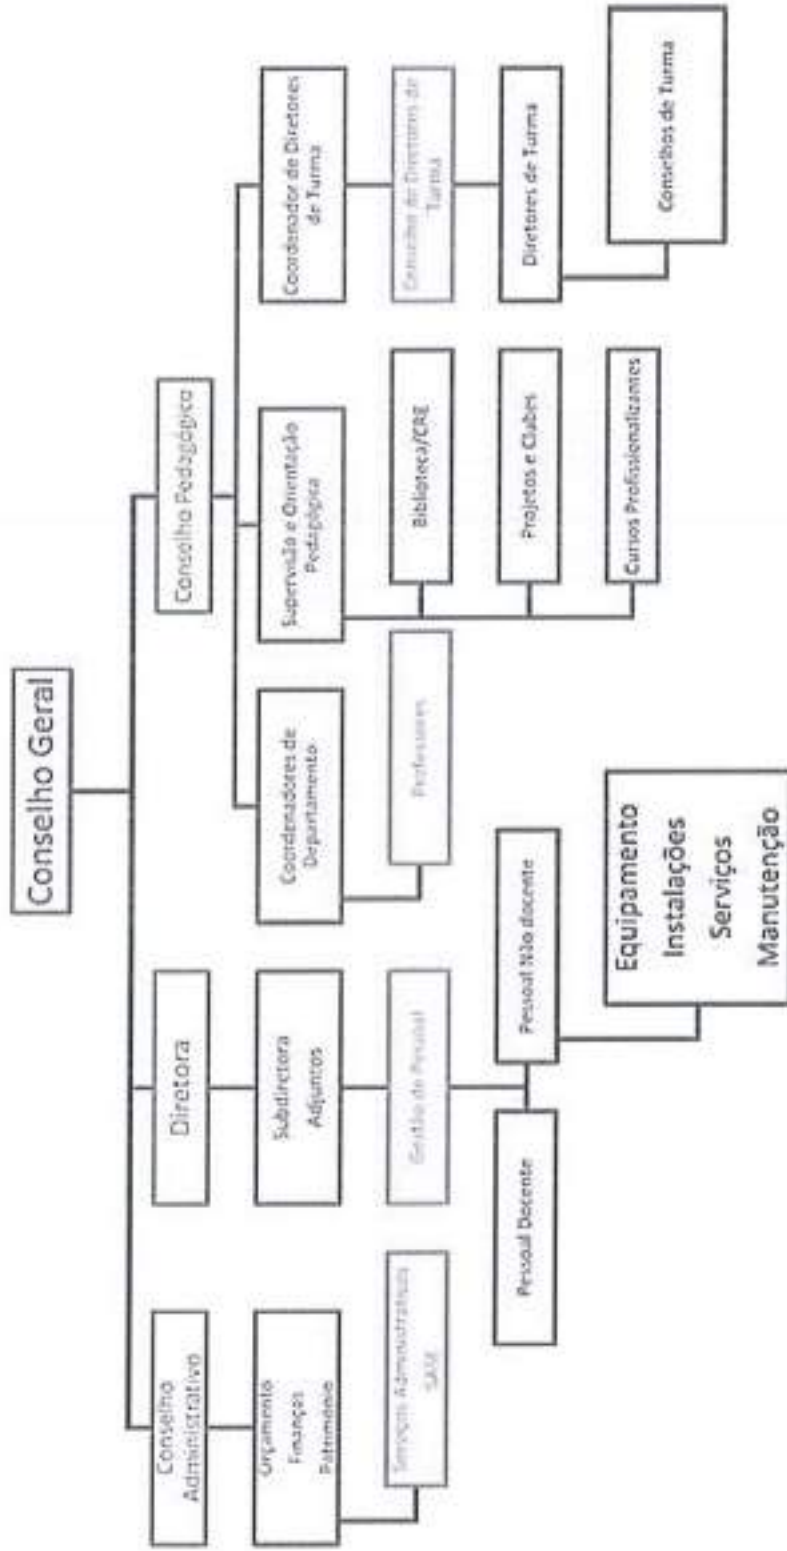 Conselho Geral
Conselho
Administrativo
Diretora
Conselho Pedagógico
Orçamento
Finanças
Património
Subdiretora
Adjuntos
Coordenadores de
Departamento
Supervisão e Orientação
Pedagógica
Coordenador de Diretores
de Turma
Serviços Administrativos
SASE
Gestão de Pessoal
Professores
Biblioteca/CRE
Conselho de Diretores de
Turma
Pessoal Docente
Pessoal Não docente
Projetos e Clubes
Diretores de Turma
Equipamento
Instalações
Serviços
Manutenção
Cursos Profissionalizantes
Conselhos de Turma